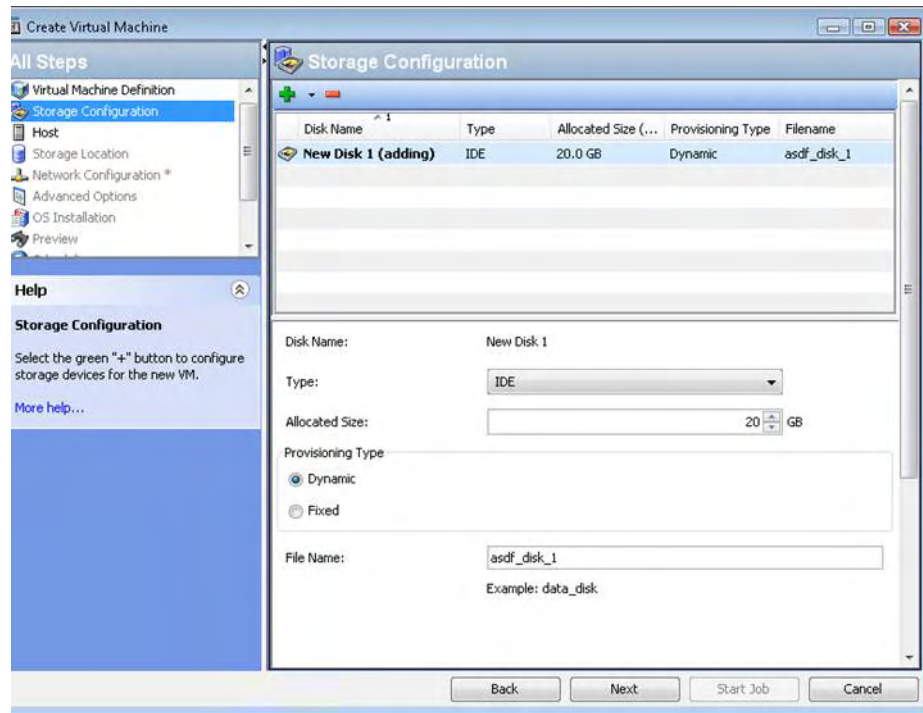 Create Virtual Machine
All Steps
Virtual Machine Definition
Storage Configuration
Host
Storage Location
Network Configuration *
Advanced Options
OS Installation
Preview
Help
Storage Configuration
Select the green "+" button to configure
storage devices for the new VM.
More help...
Storage Configuration
Disk Name 1 Type Allocated Size (... Provisioning Type Filename
New Disk 1 (adding) IDE 20.0 GB Dynamic asdf_disk_1
Disk Name: New Disk 1
Type: IDE
Allocated Size: 20 GB
Provisioning Type
Dynamic
Fixed
File Name: asdf_disk_1
Example: data_disk
Back Next Start Job Cancel